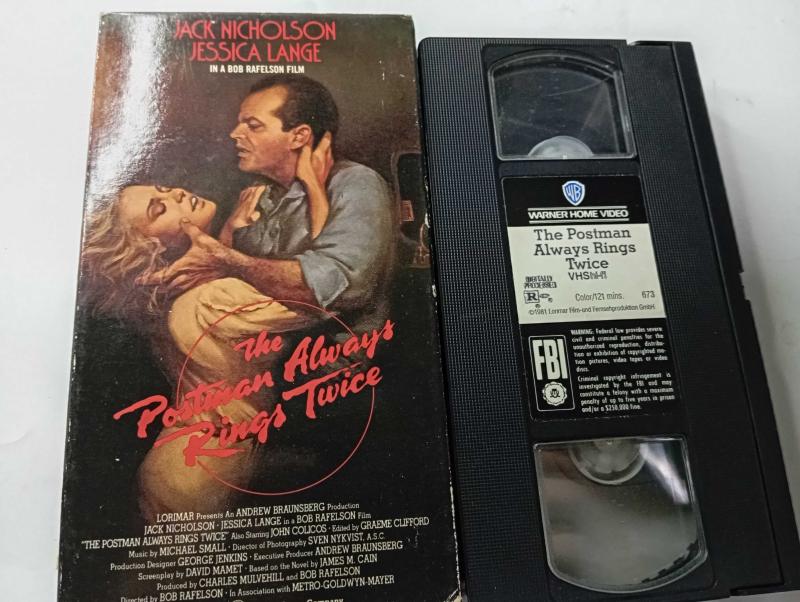 JACK NICHOLSON
JESSICA LANGE
IN A BOB RAFELSON FILM
The
Postman Always
Rings Twice
LORIMAR Presents An ANDREW BRAUNSBERG Production
JACK NICHOLSON · JESSICA LANGE in a BOB RAFELSON Film
"THE POSTMAN ALWAYS RINGS TWICE" Also Starring JOHN COLICOS · Edited by GRAEME CLIFFORD
Music by MICHAEL SMALL · Director of Photography SVEN NYKVIST, A.S.C.
Production Designer GEORGE JENKINS · Executive Producer ANDREW BRAUNSBERG
Screenplay by DAVID MAMET · Based on the Novel by JAMES M. CAIN
Produced by CHARLES MULVEHILL and BOB RAFELSON
Directed by BOB RAFELSON · In Association with METRO-GOLDWYN-MAYER
WB
WARNER HOME VIDEO
The Postman
Always Rings
Twice
VHS hi-fi
DIGITALLY
PROCESSED
R
Color/121 mins. 673
©1981 Lorimar Film-und Fernsehproduktion GmbH.
FBI
WARNING: Federal law provides severe
civil and criminal penalties for the
unauthorized reproduction, distribu-
tion or exhibition of copyrighted mo-
tion pictures, video tapes or video
discs.
Criminal copyright infringement is
investigated by the FBI and may
constitute a felony with a maximum
penalty of up to five years in prison
and/or a $250,000 fine.